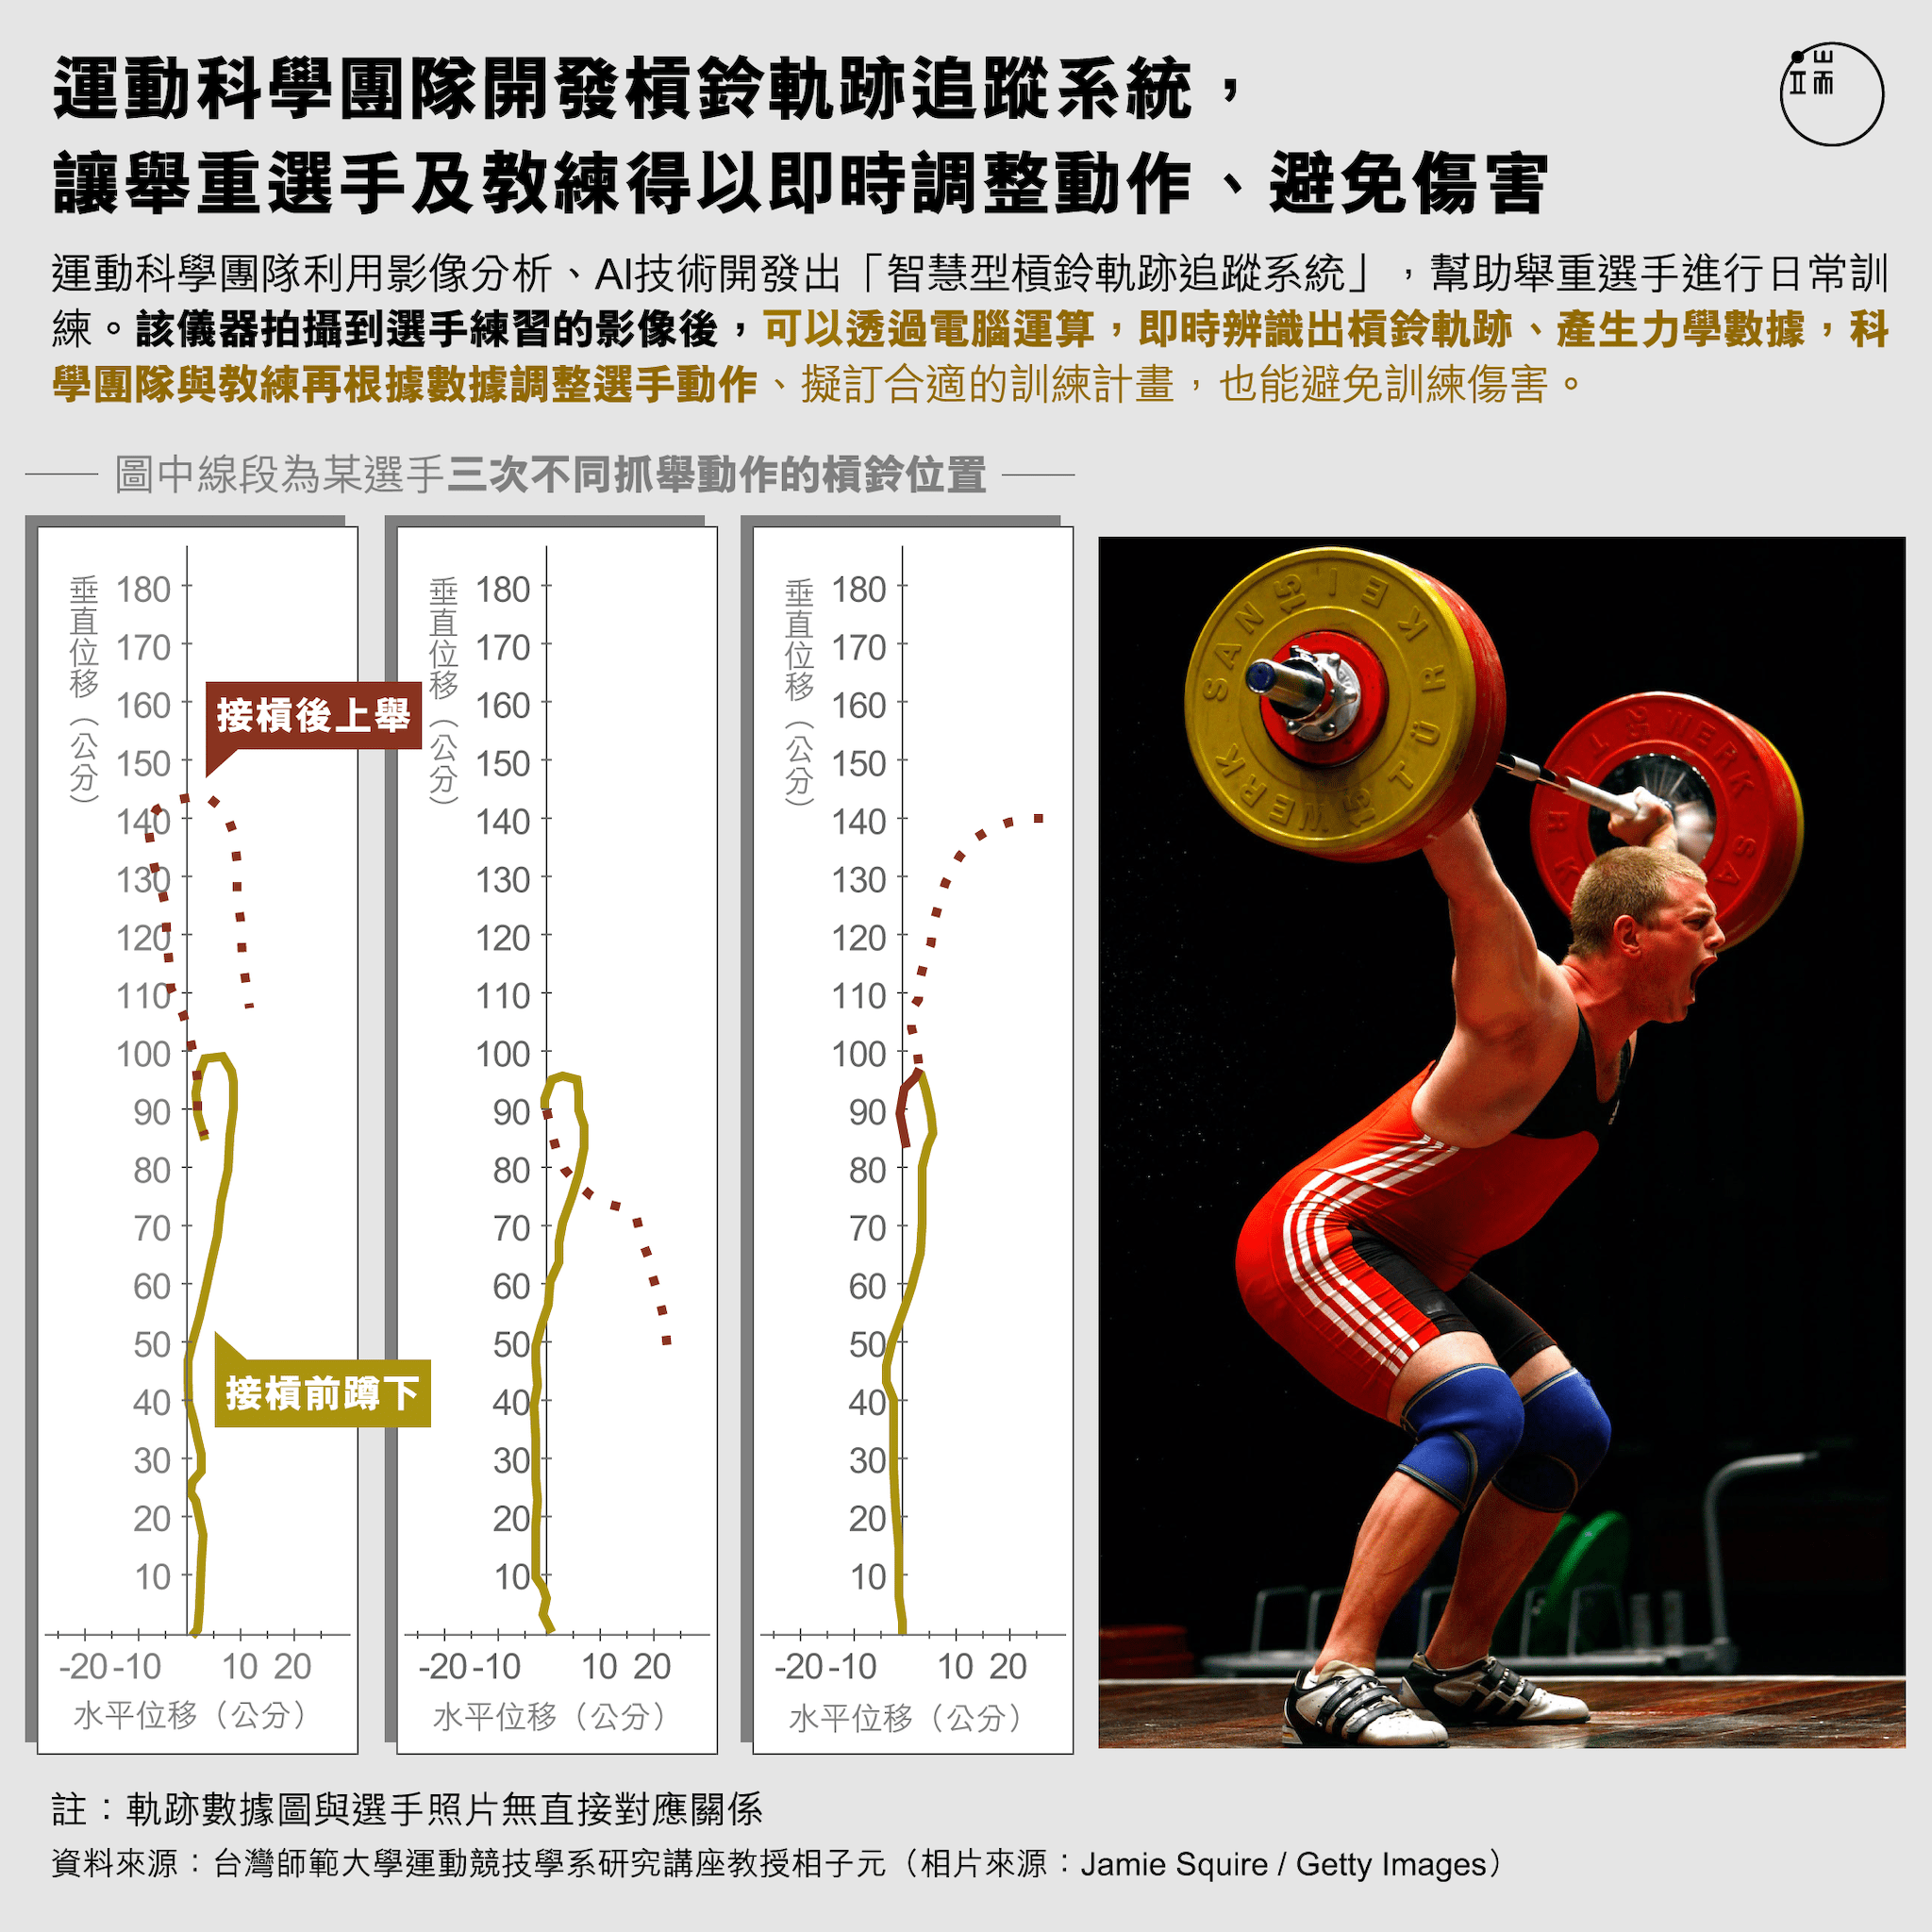 運動科學團隊開發槓鈴軌跡追蹤系統，
讓舉重選手及教練得以即時調整動作、避免傷害
端
運動科學團隊利用影像分析、AI技術開發出「智慧型槓鈴軌跡追蹤系統」，幫助舉重選手進行日常訓
練。該儀器拍攝到選手練習的影像後，可以透過電腦運算，即時辨識出槓鈴軌跡、產生力學數據，科
學團隊與教練再根據數據調整選手動作、擬訂合適的訓練計畫，也能避免訓練傷害。
圖中線段為某選手三次不同抓舉動作的槓鈴位置
垂直位移（公分）
180
170
160
150
140
130
120
110
100
90
80
70
60
50
40
30
20
10
接槓後上舉
接槓前蹲下
-20 -10 10 20
水平位移（公分）
垂直位移（公分）
180
170
160
150
140
130
120
110
100
90
80
70
60
50
40
30
20
10
-20 -10 10 20
水平位移（公分）
垂直位移（公分）
180
170
160
150
140
130
120
110
100
90
80
70
60
50
40
30
20
10
-20 -10 10 20
水平位移（公分）
WERK SAN 15 IEKER TÜRT 15
WERK SA
註：軌跡數據圖與選手照片無直接對應關係
資料來源：台灣師範大學運動競技學系研究講座教授相子元（相片來源：Jamie Squire / Getty Images）